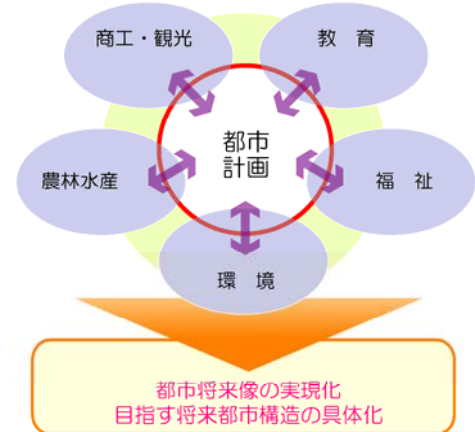 商工・観光
教　育
都市
計画
農林水産
福　祉
環　境
都市将来像の実現化
目指す将来都市構造の具体化